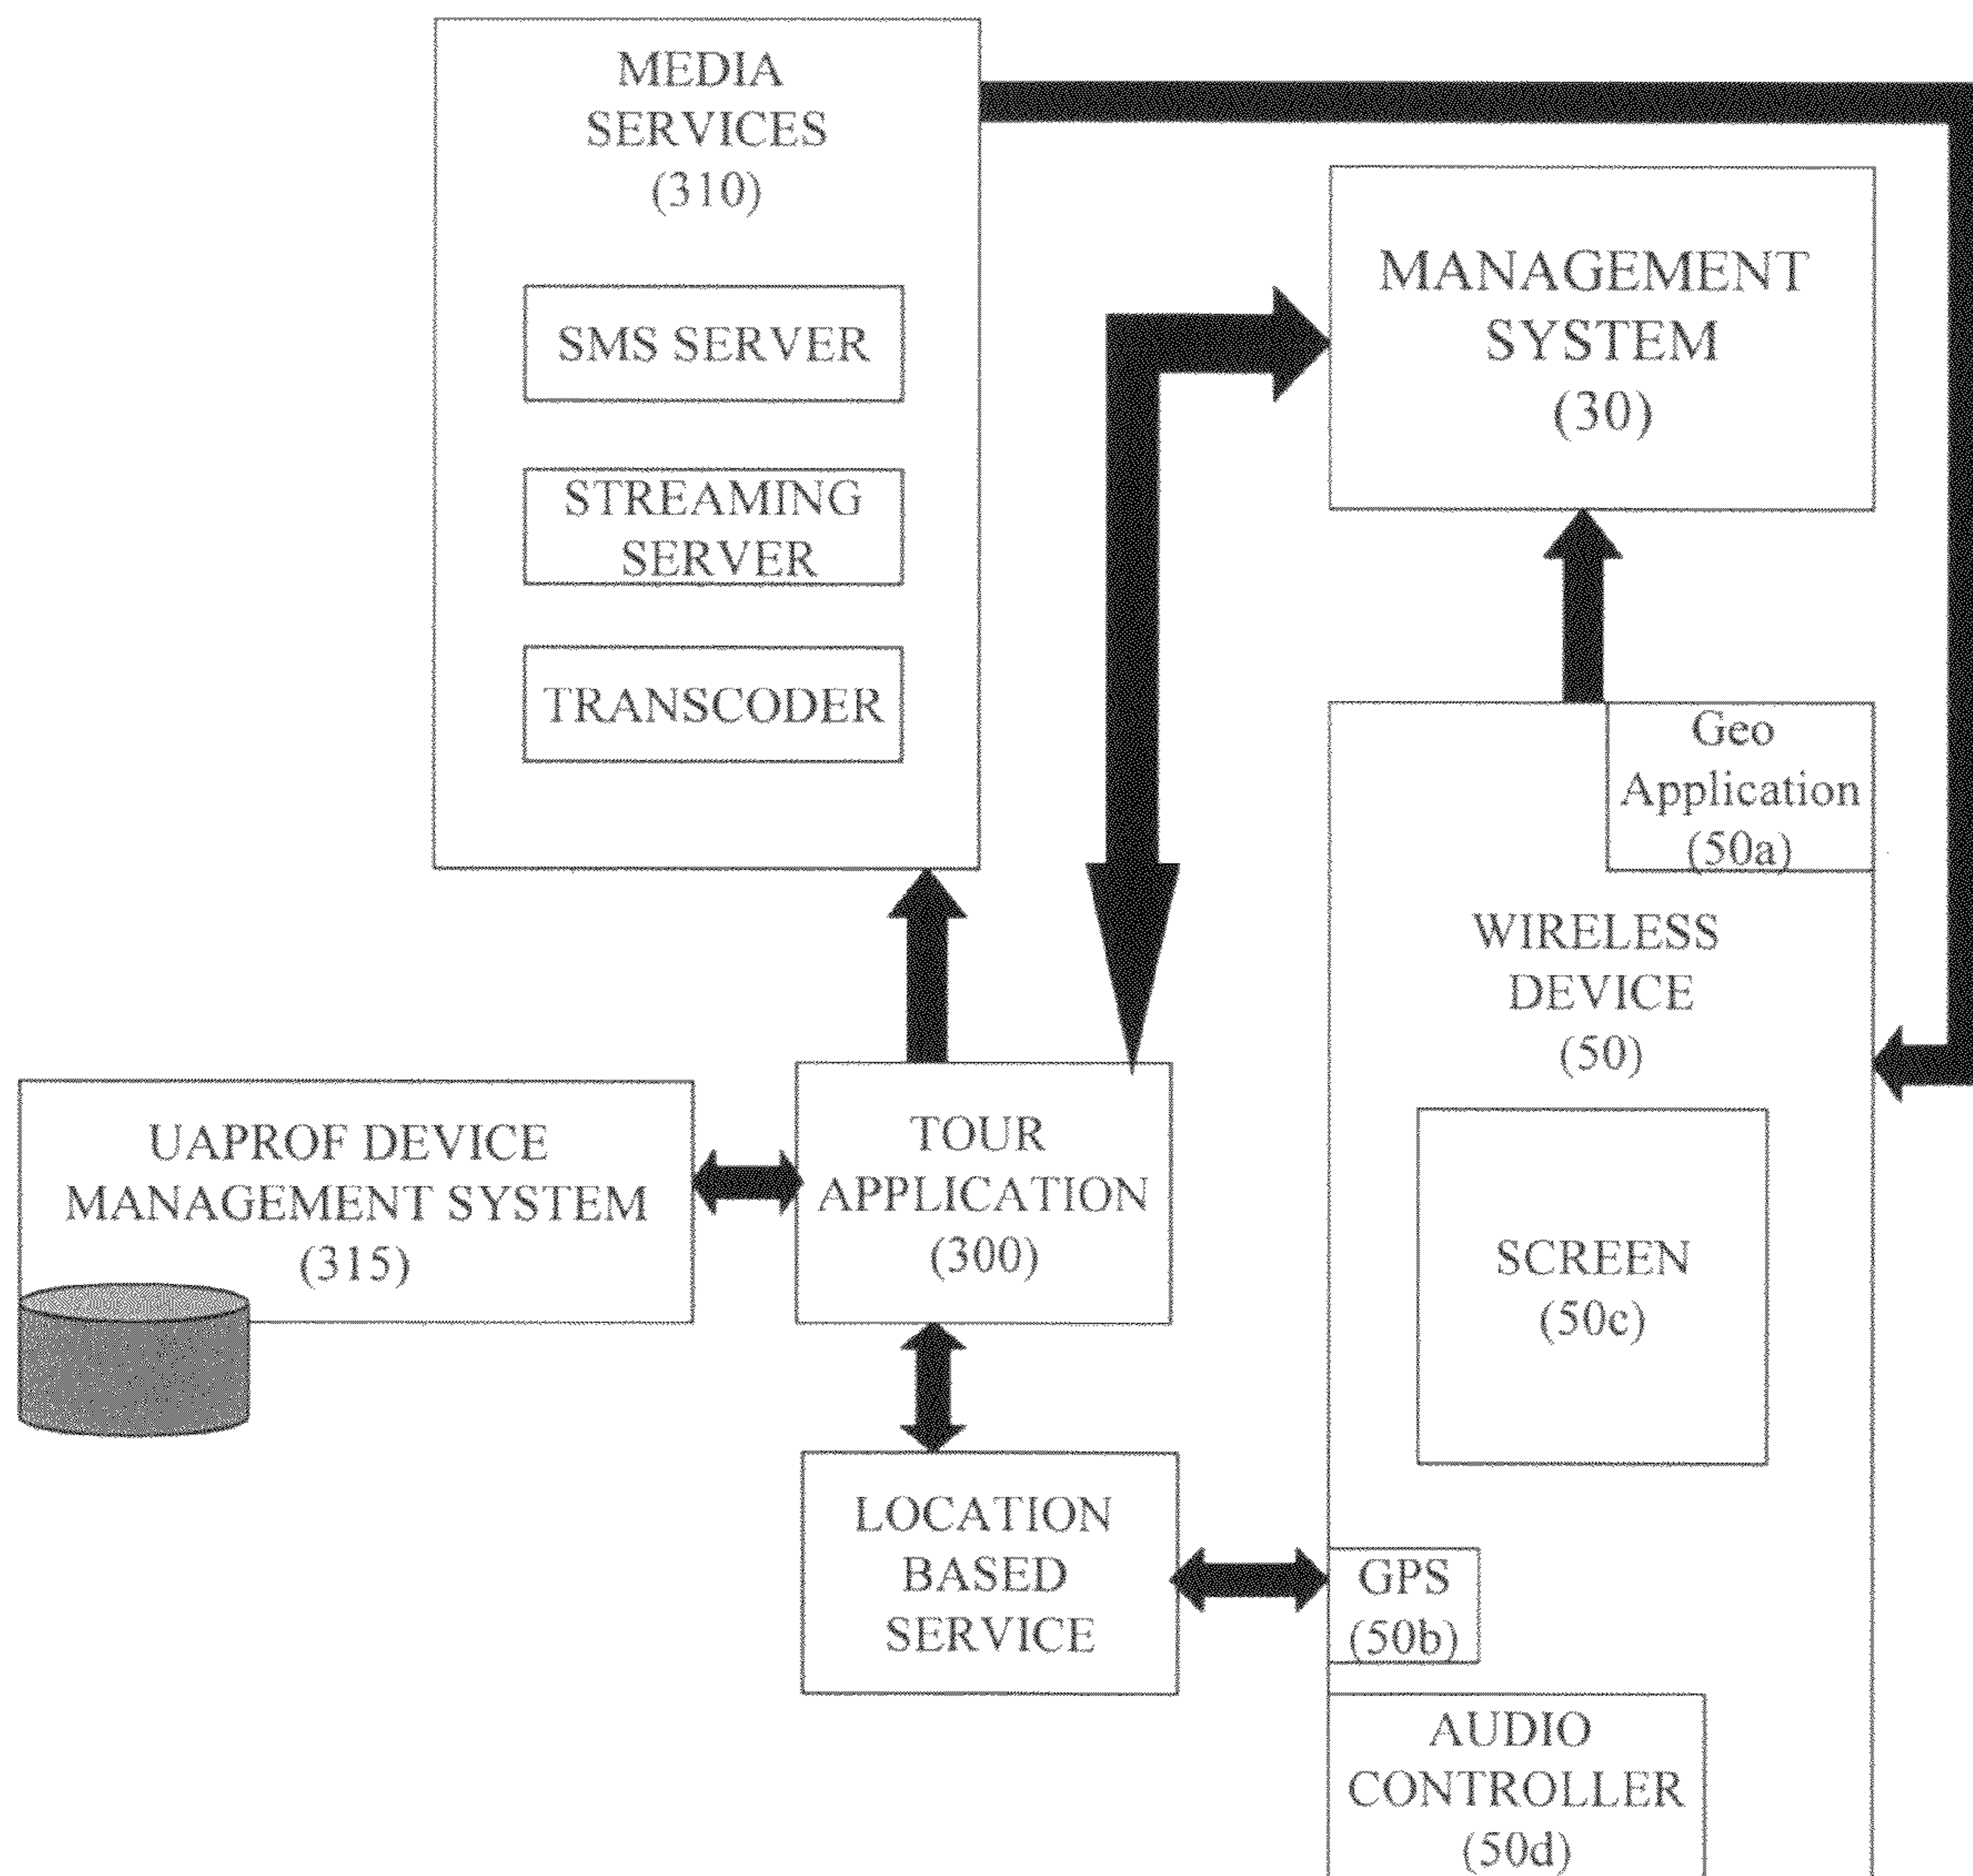 MEDIA
SERVICES
(310)
SMS SERVER
STREAMING
SERVER
TRANSCODER
MANAGEMENT
SYSTEM
(30)
Geo
Application
(50a)
WIRELESS
DEVICE
(50)
SCREEN
(50c)
UAPROF DEVICE
MANAGEMENT SYSTEM
(315)
TOUR
APPLICATION
(300)
LOCATION
BASED
SERVICE
GPS
(50b)
AUDIO
CONTROLLER
(50d)